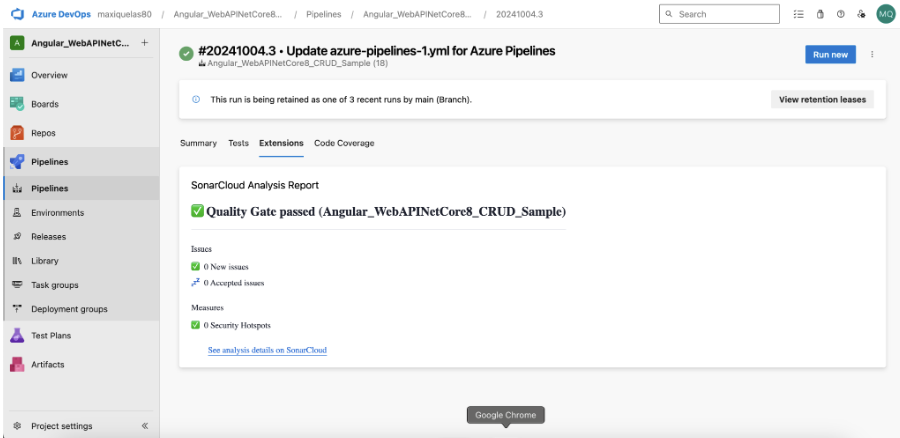 Azure DevOps maxiquelas80 / Angular_WebAPINetCore8... / Pipelines / Angular_WebAPINetCore8... / 20241004.3
Search
MQ
A Angular_WebAPINetC... +
Overview
Boards
Repos
Pipelines
Pipelines
Environments
Releases
Library
Task groups
Deployment groups
Test Plans
Artifacts
Project settings
#20241004.3 • Update azure-pipelines-1.yml for Azure Pipelines
Angular_WebAPINetCore8_CRUD_Sample (18)
Run new
This run is being retained as one of 3 recent runs by main (Branch).
View retention leases
Summary Tests Extensions Code Coverage
SonarCloud Analysis Report
Quality Gate passed (Angular_WebAPINetCore8_CRUD_Sample)
Issues
0 New issues
0 Accepted issues
Measures
0 Security Hotspots
See analysis details on SonarCloud
Google Chrome